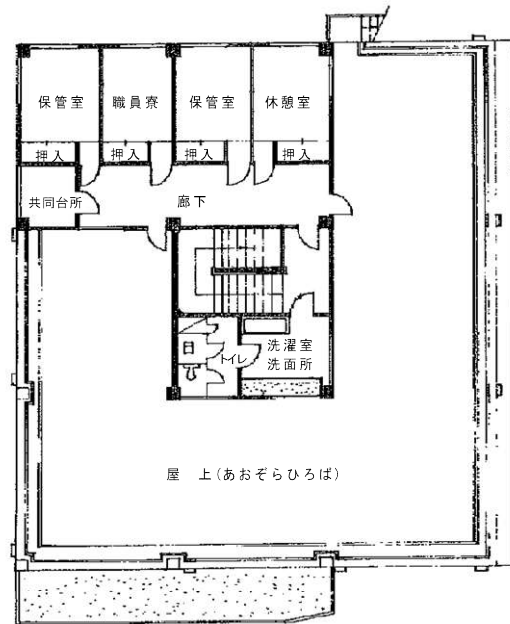 保管室
職員寮
保管室
休憩室
押入
押入
押入
押入
共同台所
廊下
トイレ
洗濯室
洗面所
屋 上(あおぞらひろば)